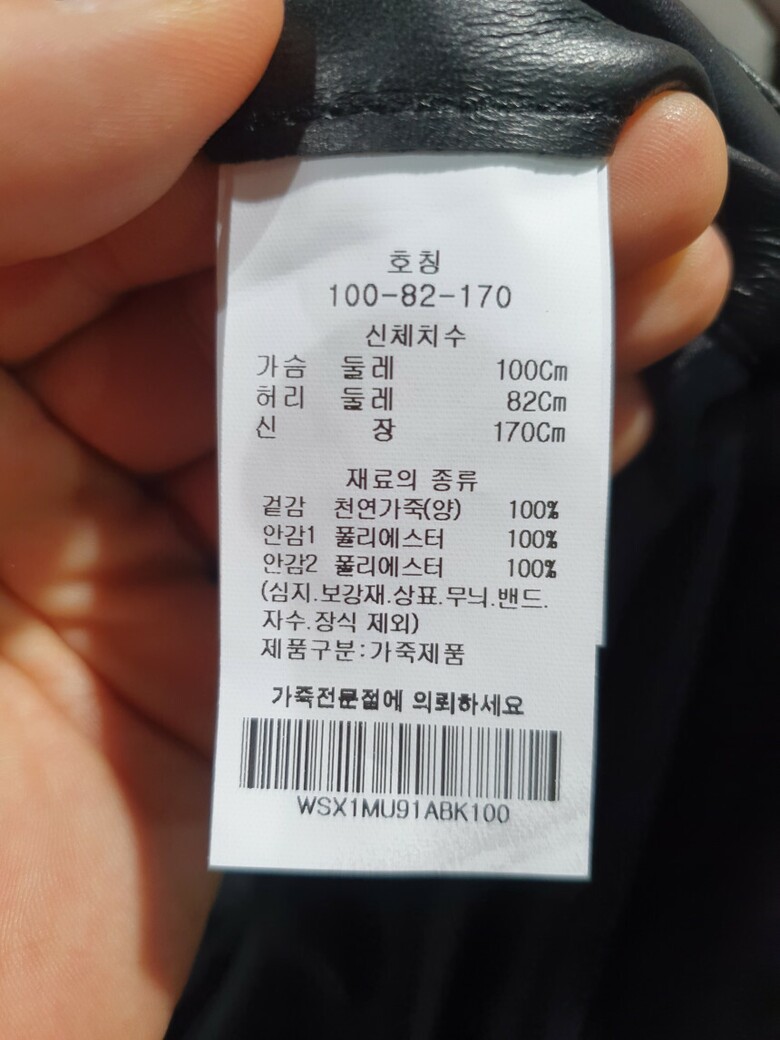 호칭
100-82-170
신체치수
가슴 둘레 100Cm
허리 둘레 82Cm
신 장 170Cm
재료의 종류
겉감 천연가죽(양) 100%
안감1 폴리에스터 100%
안감2 폴리에스터 100%
(심지.보강재.상표.무늬.밴드.
자수.장식 제외)
제품구분:가죽제품
가죽전문점에 의뢰하세요
WSX1MU91ABK100